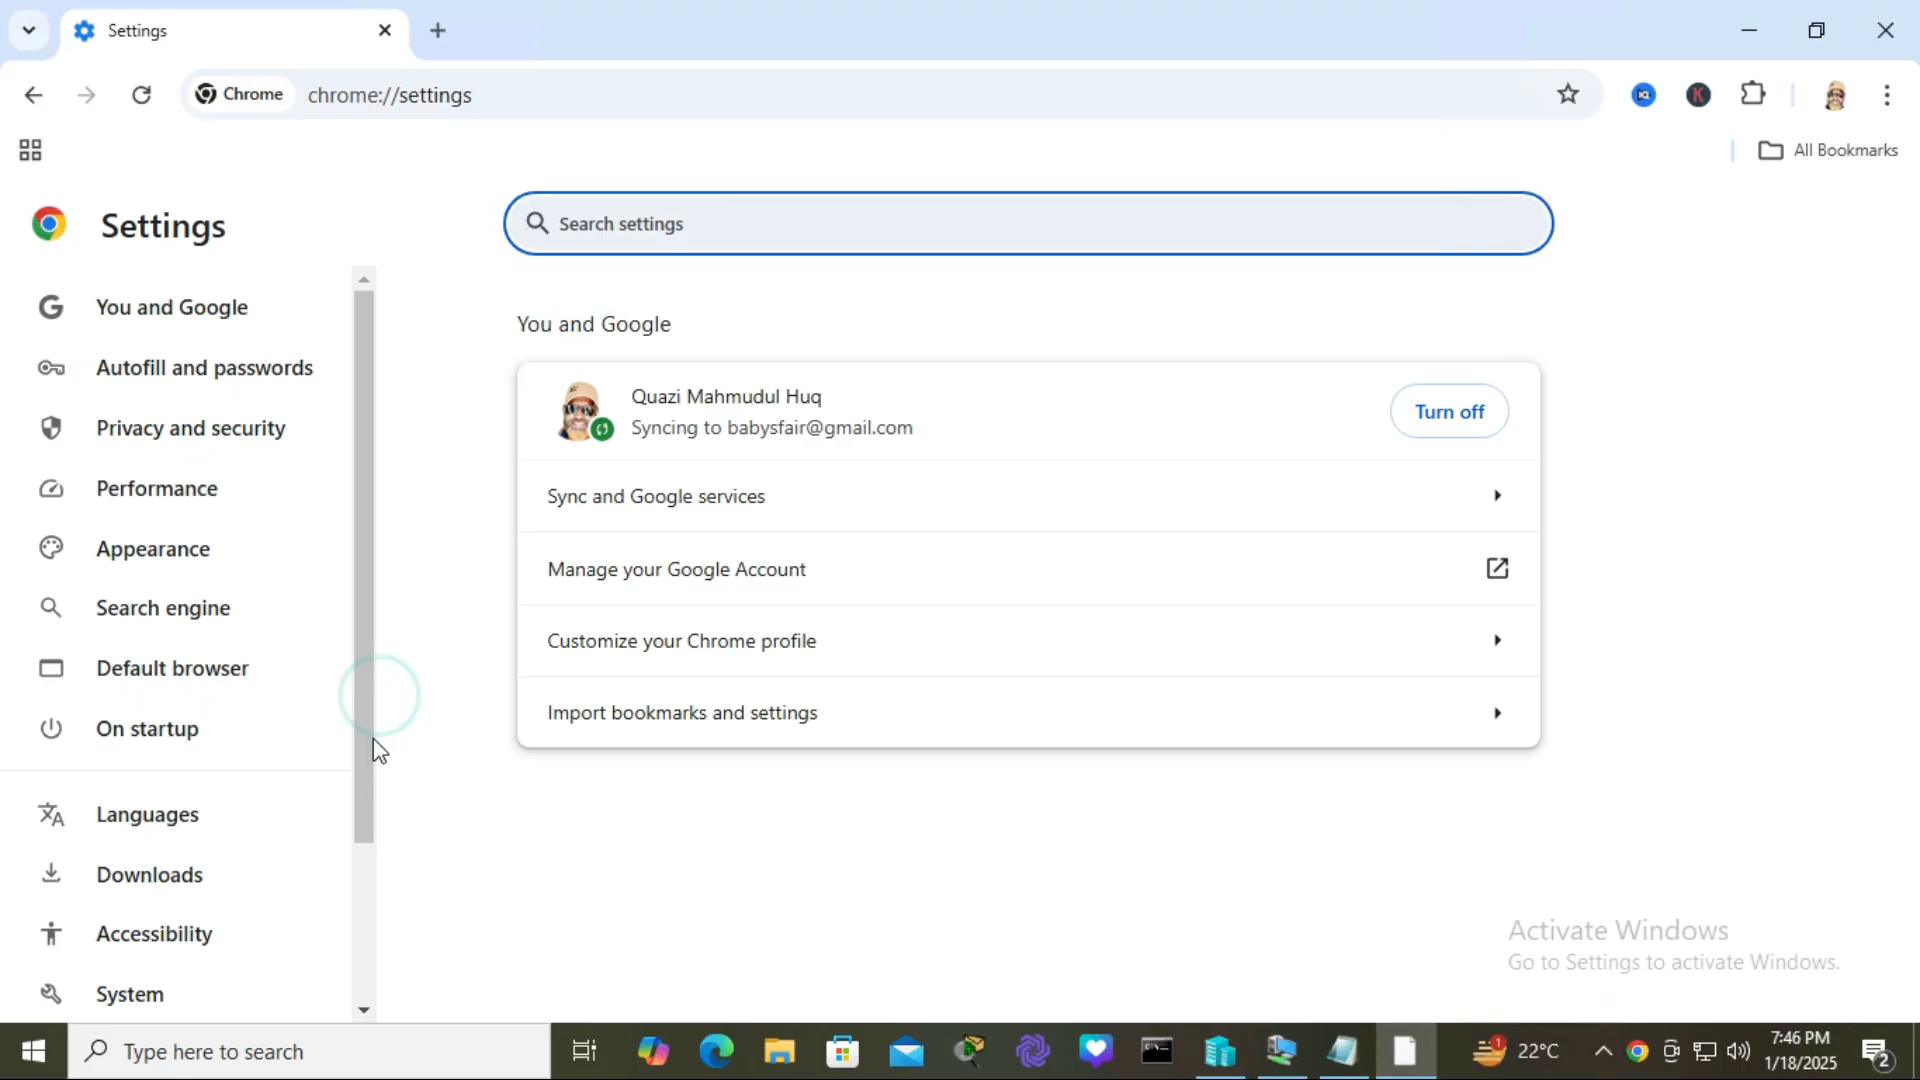 Settings
Chrome
chrome://settings
All Bookmarks
Settings
Search settings
You and Google
Autofill and passwords
Privacy and security
Performance
Appearance
Search engine
Default browser
On startup
Languages
Downloads
Accessibility
System
You and Google
Quazi Mahmudul Huq
Syncing to babysfair@gmail.com
Turn off
Sync and Google services
Manage your Google Account
Customize your Chrome profile
Import bookmarks and settings
Activate Windows
Go to Settings to activate Windows.
Type here to search
1
22°C
7:46 PM
1/18/2025
2
K